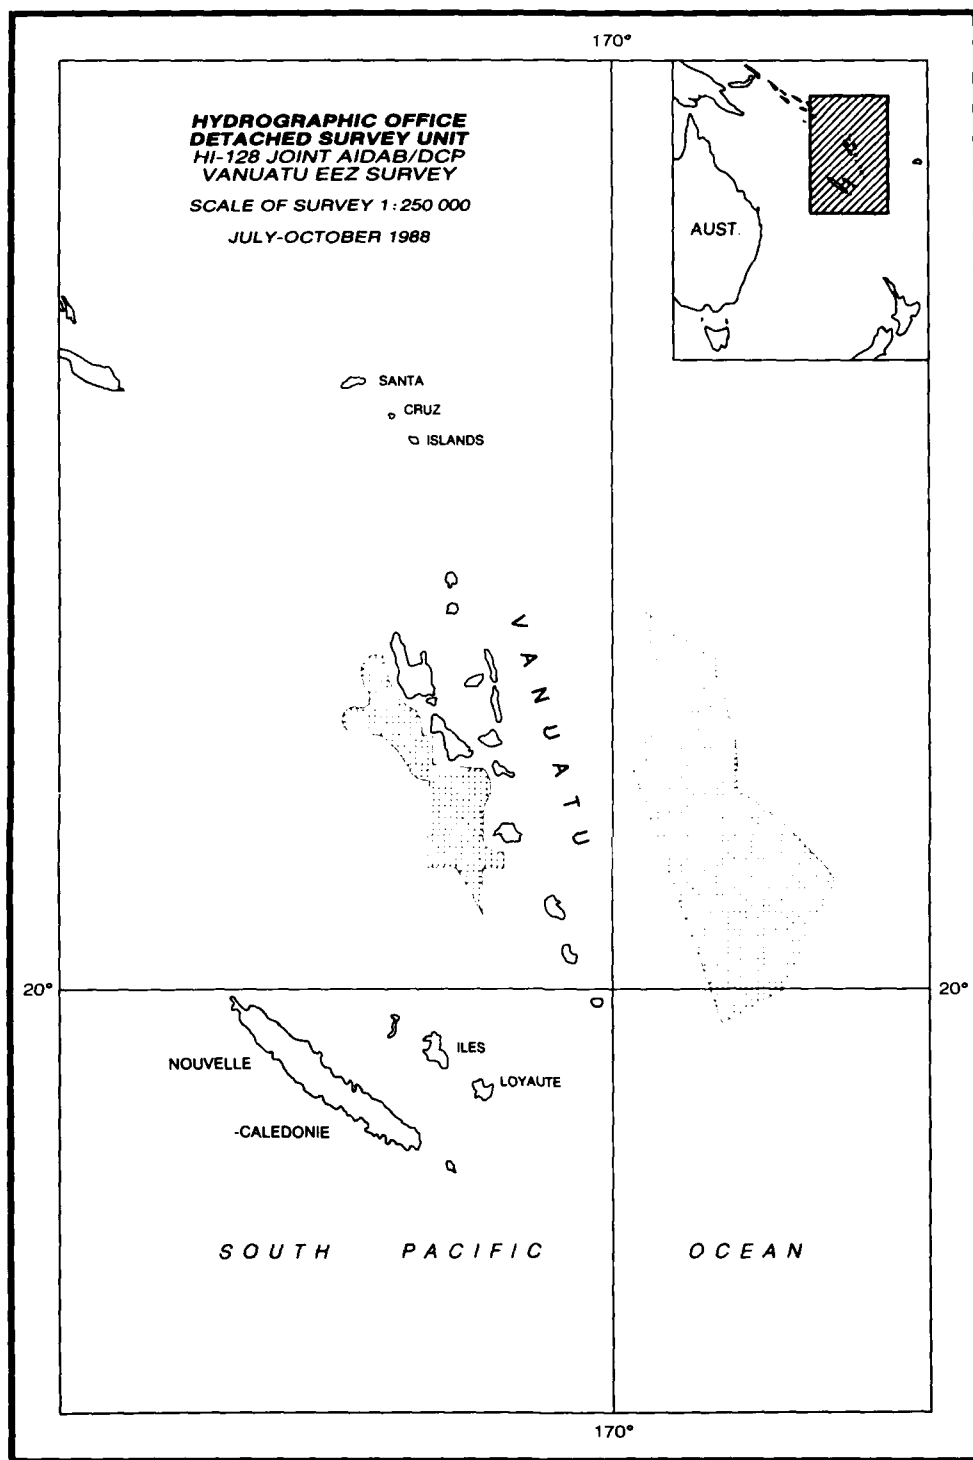 170°
HYDROGRAPHIC OFFICE
DETACHED SURVEY UNIT
HI-128 JOINT AIDAB/DCP
VANUATU EEZ SURVEY
SCALE OF SURVEY 1:250 000
JULY-OCTOBER 1988
AUST.
SANTA
CRUZ
ISLANDS
VANUATU
20°
20°
NOUVELLE
-CALEDONIE
ILES
LOYAUTE
SOUTH PACIFIC OCEAN
170°